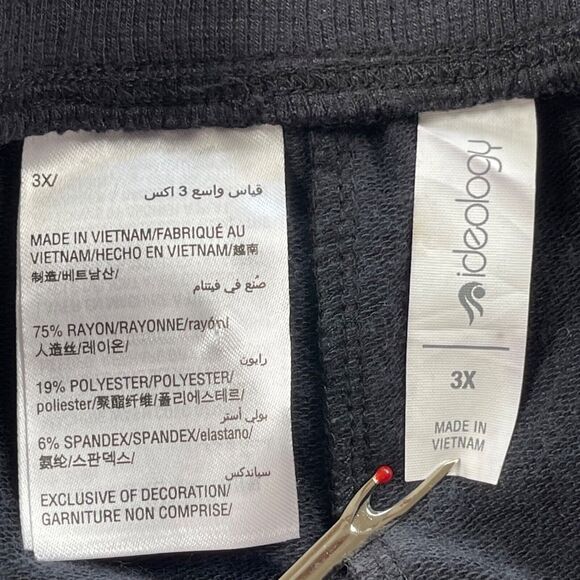 3X/
قياس واسع 3 اكس
MADE IN VIETNAM/FABRIQUÉ AU
VIETNAM/HECHO EN VIETNAM/越南
制造/베트남산/
صُنع في فيتنام
75% RAYON/RAYONNE/rayón/
人造丝/레이온/
رايون
19% POLYESTER/POLYESTER/
poliester/聚酯纤维/폴리에스테르/
بولي أستر
6% SPANDEX/SPANDEX/elastano/
氨纶/스판덱스/
سباندكس
EXCLUSIVE OF DECORATION/
GARNITURE NON COMPRISE/
ideology
3X
MADE IN
VIETNAM